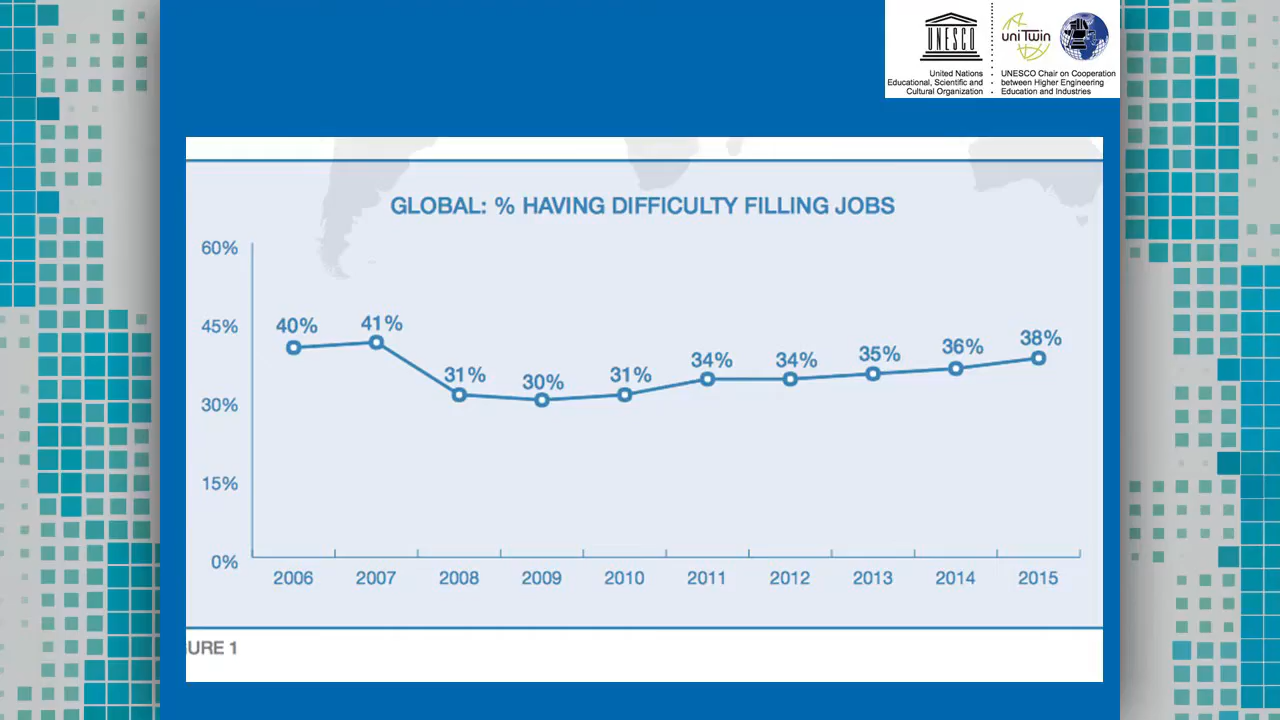 UNESCO
United Nations
Educational, Scientific and
Cultural Organization
uniTwin
UNESCO Chair on Cooperation
between Higher Engineering
Education and Industries
GLOBAL: % HAVING DIFFICULTY FILLING JOBS
60%
45%
30%
15%
0%
40%
41%
31%
30%
31%
34%
34%
35%
36%
38%
2006 2007 2008 2009 2010 2011 2012 2013 2014 2015
URE 1